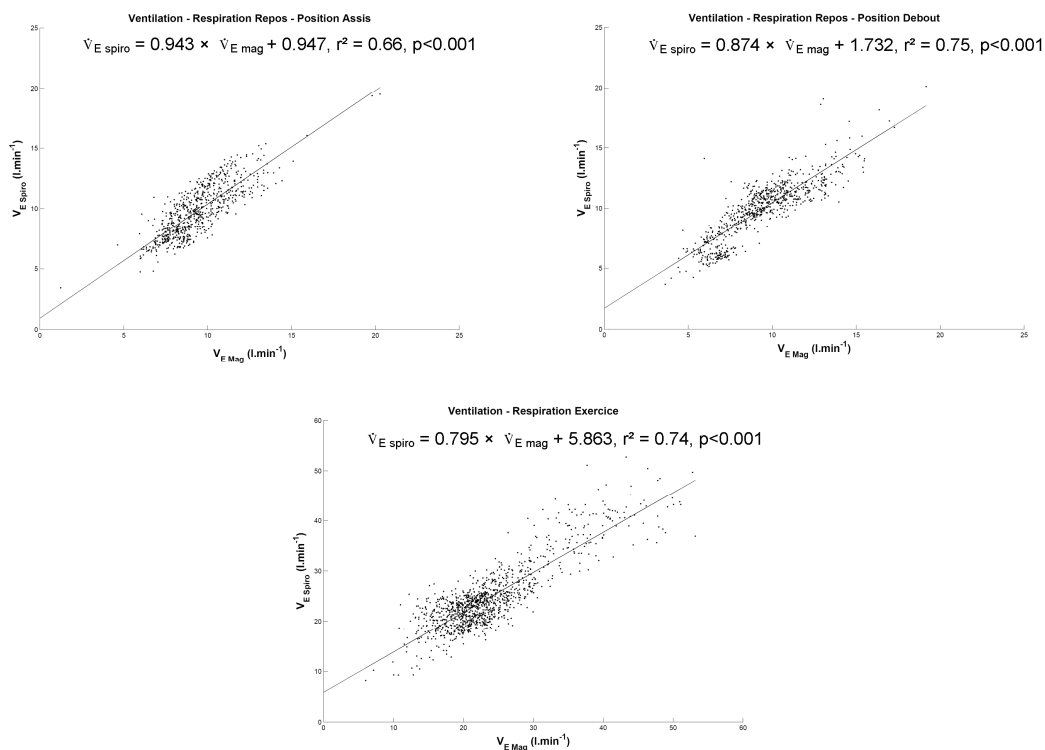 Ventilation - Respiration Repos - Position Assis
V̇E spiro = 0.943 × V̇E mag + 0.947, r² = 0.66, p<0.001
25
20
15
10
5
0
VE Spiro (l.min-1)
0 5 10 15 20 25
VE Mag (l.min-1)
Ventilation - Respiration Repos - Position Debout
V̇E spiro = 0.874 × V̇E mag + 1.732, r² = 0.75, p<0.001
25
20
15
10
5
0
VE Spiro (l.min-1)
0 5 10 15 20 25
VE Mag (l.min-1)
Ventilation - Respiration Exercice
V̇E spiro = 0.795 × V̇E mag + 5.863, r² = 0.74, p<0.001
60
50
40
30
20
10
0
VE Spiro (l.min-1)
0 10 20 30 40 50 60
VE Mag (l.min-1)